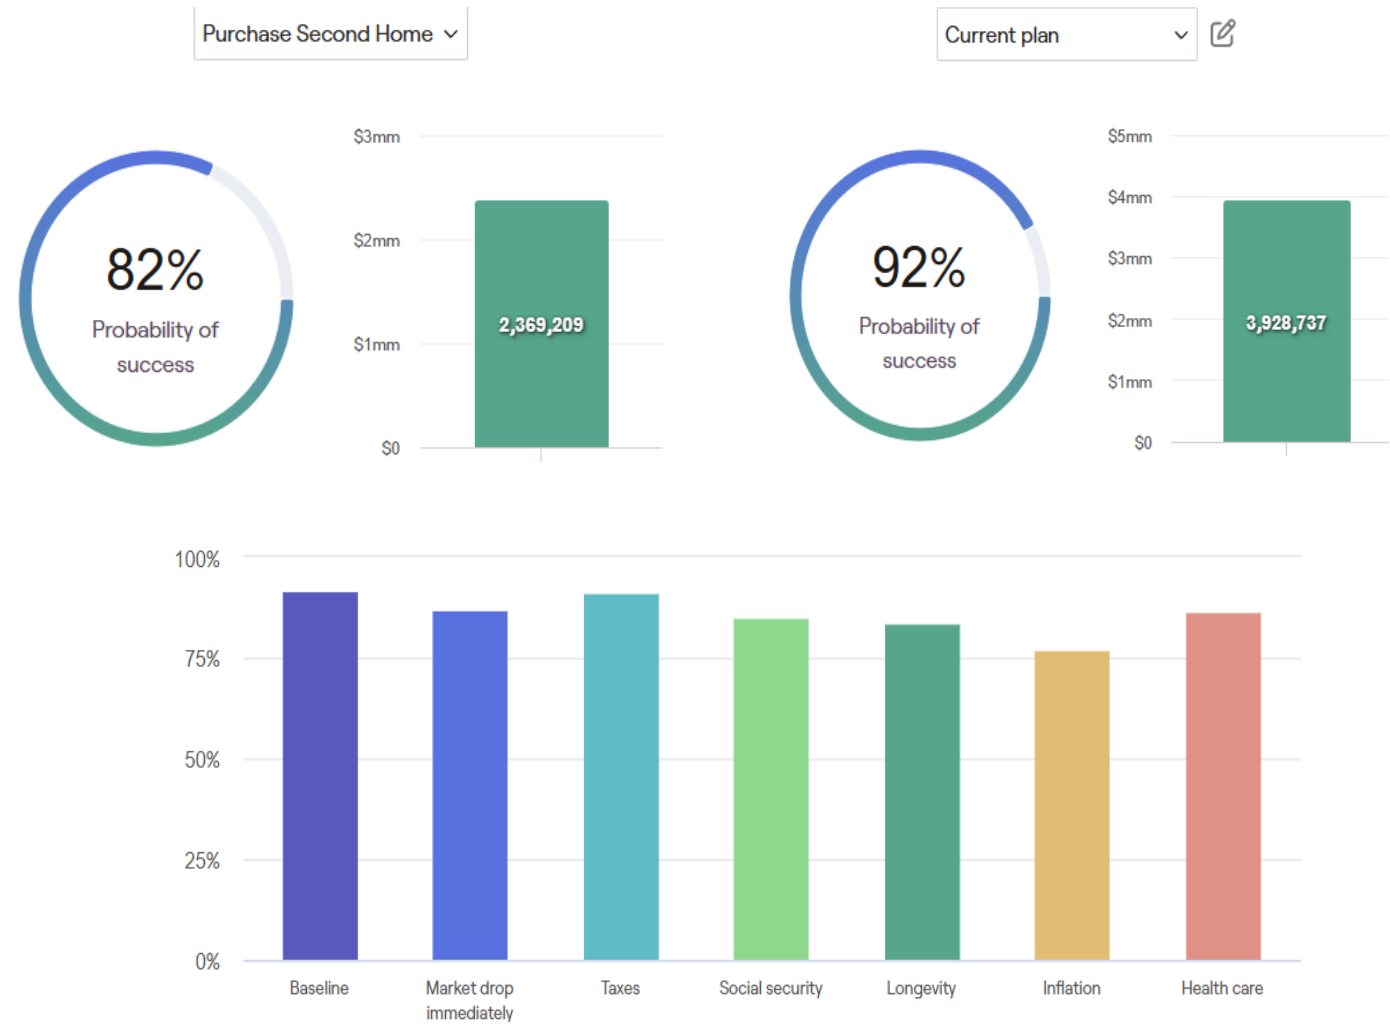 Purchase Second Home
Current plan
$3mm
$2mm
$1mm
$0
82%
Probability of
success
2,369,209
$5mm
$4mm
$3mm
$2mm
$1mm
$0
92%
Probability of
success
3,928,737
100%
75%
50%
25%
0%
Baseline
Market drop
immediately
Taxes
Social security
Longevity
Inflation
Health care